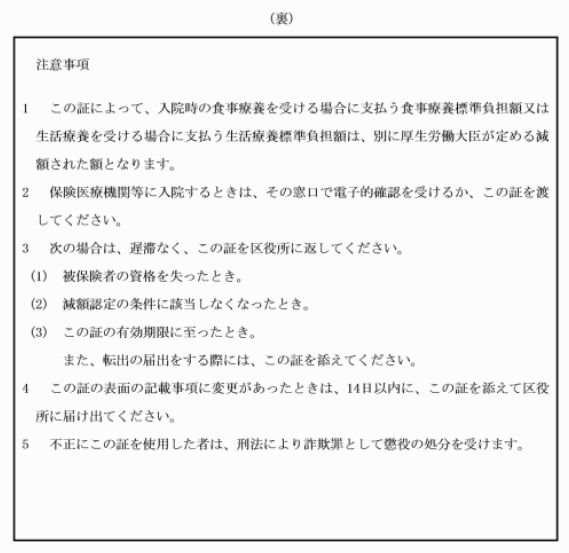 （裏）
注意事項
1　この証によって、入院時の食事療養を受ける場合に支払う食事療養標準負担額又は
生活療養を受ける場合に支払う生活療養標準負担額は、別に厚生労働大臣が定める減
額された額となります。
2　保険医療機関等に入院するときは、その窓口で電子的確認を受けるか、この証を渡
してください。
3　次の場合は、遅滞なく、この証を区役所に返してください。
(1)　被保険者の資格を失ったとき。
(2)　減額認定の条件に該当しなくなったとき。
(3)　この証の有効期限に至ったとき。
また、転出の届出をする際には、この証を添えてください。
4　この証の表面の記載事項に変更があったときは、14日以内に、この証を添えて区役
所に届け出てください。
5　不正にこの証を使用した者は、刑法により詐欺罪として懲役の処分を受けます。